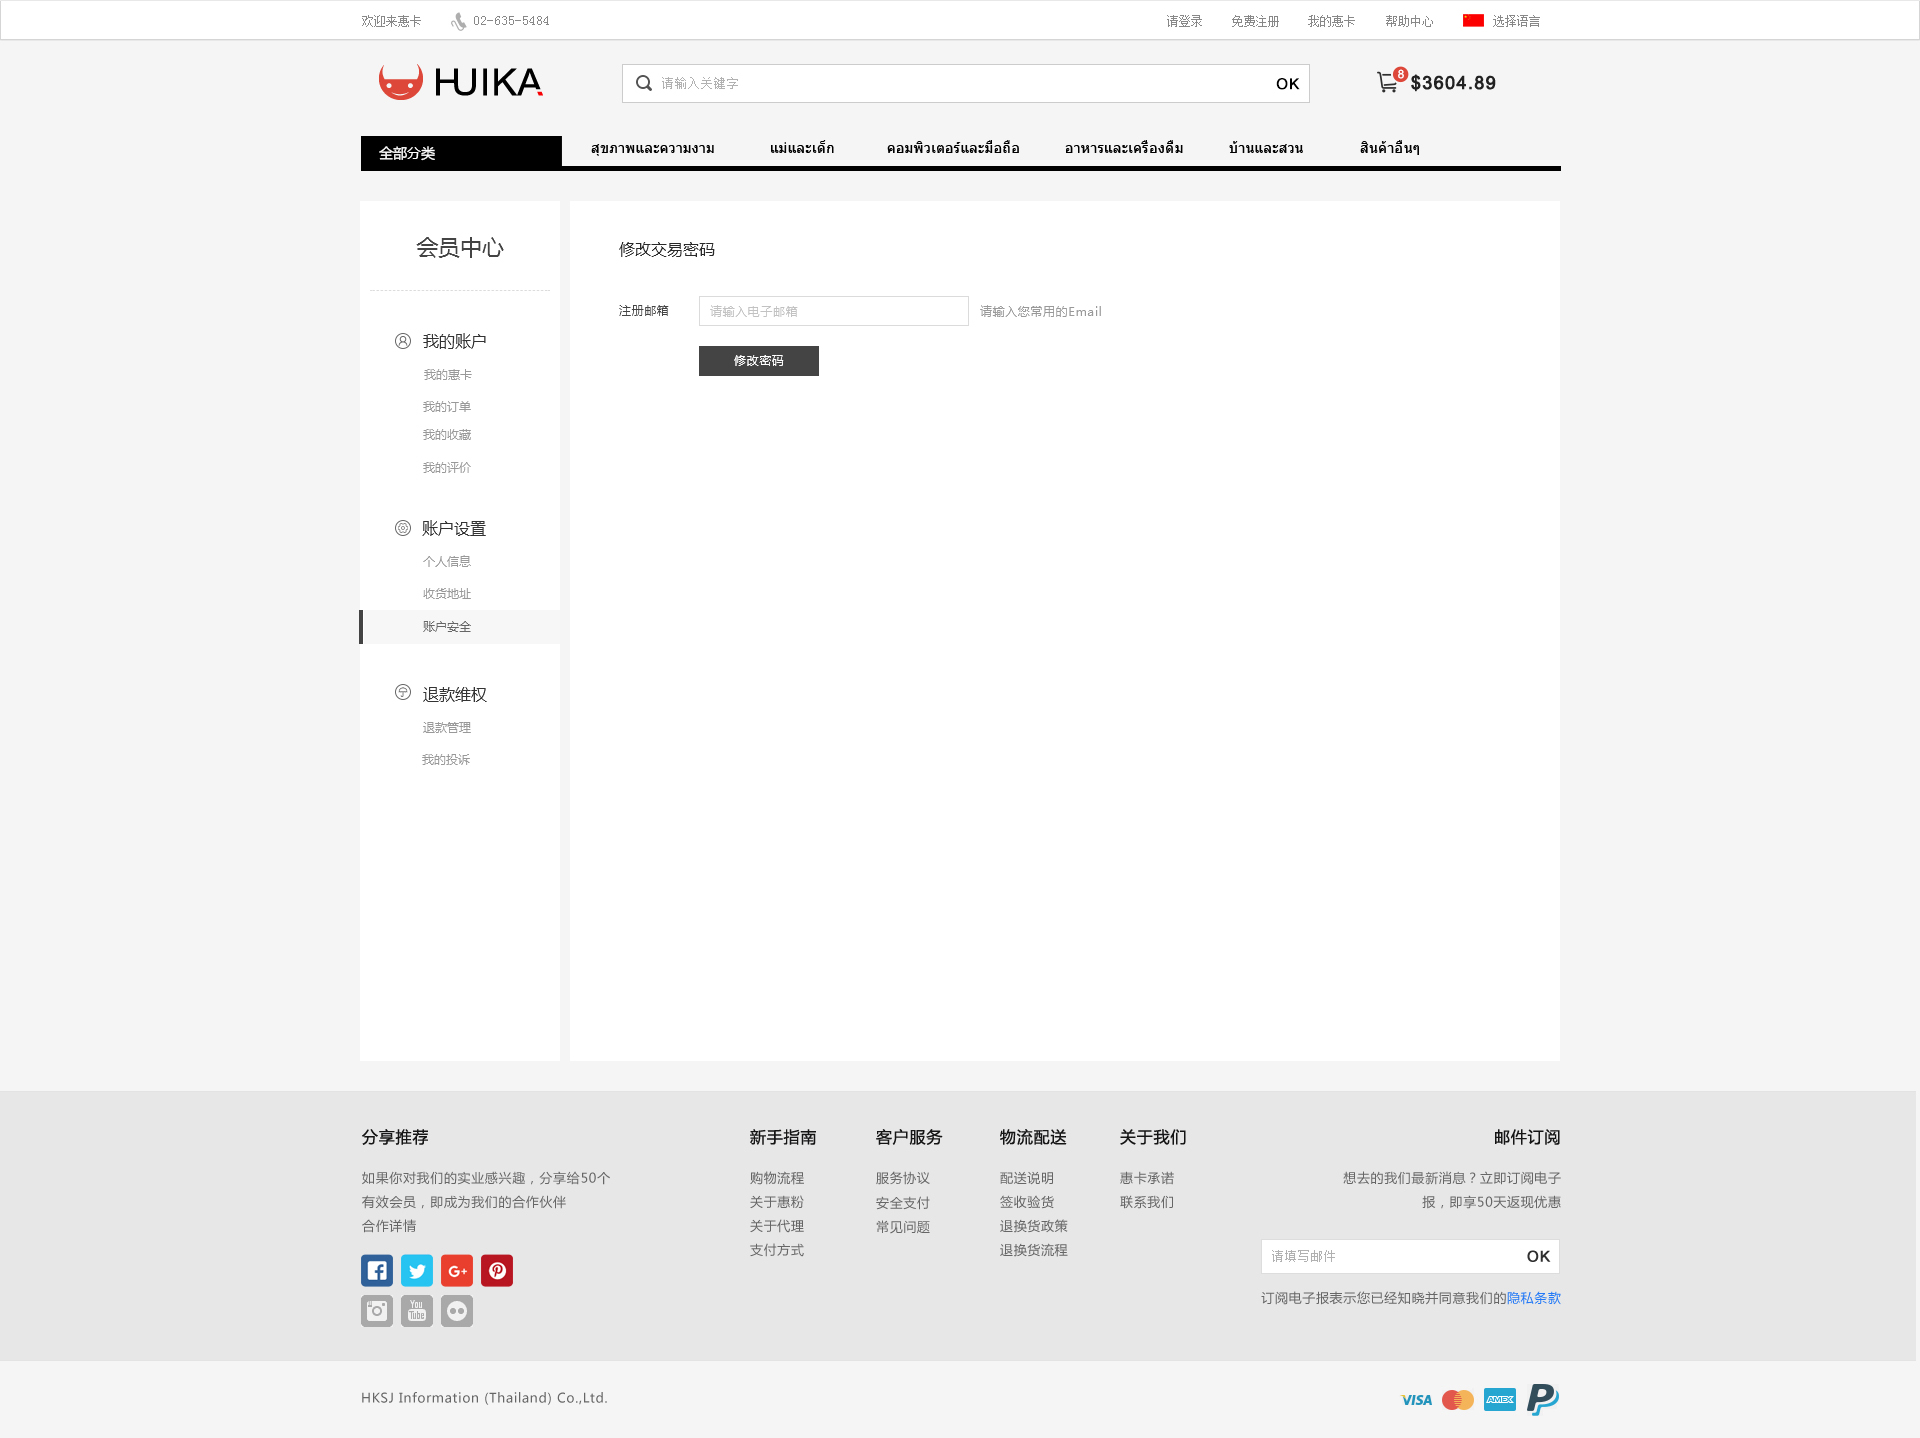 欢迎来惠卡
02-635-5484
请登录
免费注册
我的惠卡
帮助中心
选择语言
HUIKA
请输入关键字
OK
8
$3604.89
全部分类
สุขภาพและความงาม
แม่และเด็ก
คอมพิวเตอร์และมือถือ
อาหารและเครื่องดื่ม
บ้านและสวน
สินค้าอื่นๆ
会员中心
我的账户
我的惠卡
我的订单
我的收藏
我的评价
账户设置
个人信息
收货地址
账户安全
退款维权
退款管理
我的投诉
修改交易密码
注册邮箱
请输入电子邮箱
请输入您常用的Email
修改密码
分享推荐
如果你对我们的实业感兴趣，分享给50个
有效会员，即成为我们的合作伙伴
合作详情
You
Tube
新手指南
购物流程
关于惠粉
关于代理
支付方式
客户服务
服务协议
安全支付
常见问题
物流配送
配送说明
签收验货
退换货政策
退换货流程
关于我们
惠卡承诺
联系我们
邮件订阅
想去的我们最新消息？立即订阅电子
报，即享50天返现优惠
请填写邮件
OK
订阅电子报表示您已经知晓并同意我们的隐私条款
HKSJ Information (Thailand) Co.,Ltd.
VISA
AMEX